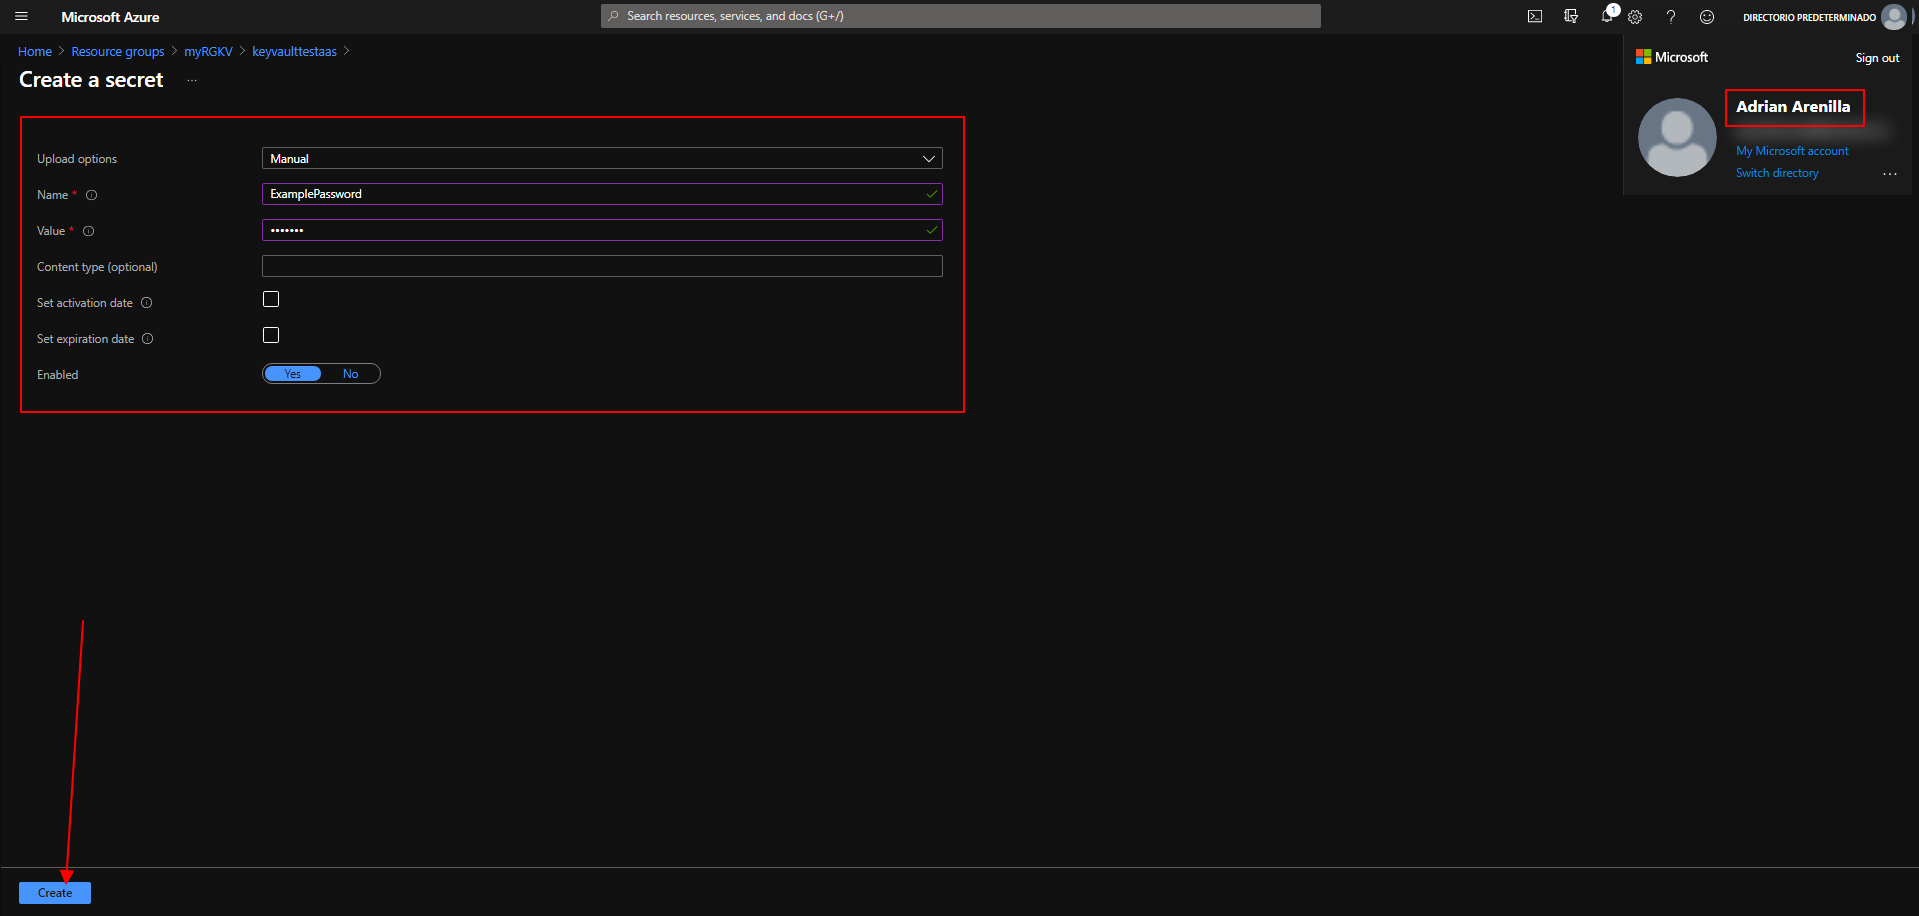 Microsoft Azure
Search resources, services, and docs (G+/)
1
DIRECTORIO PREDETERMINADO
Home > Resource groups > myRGKV > keyvaulttestaas >
Create a secret ...
Microsoft
Sign out
Adrian Arenilla
My Microsoft account
Switch directory
...
Upload options Manual
Name * ExamplePassword
Value * •••••••
Content type (optional)
Set activation date
Set expiration date
Enabled Yes No
Create